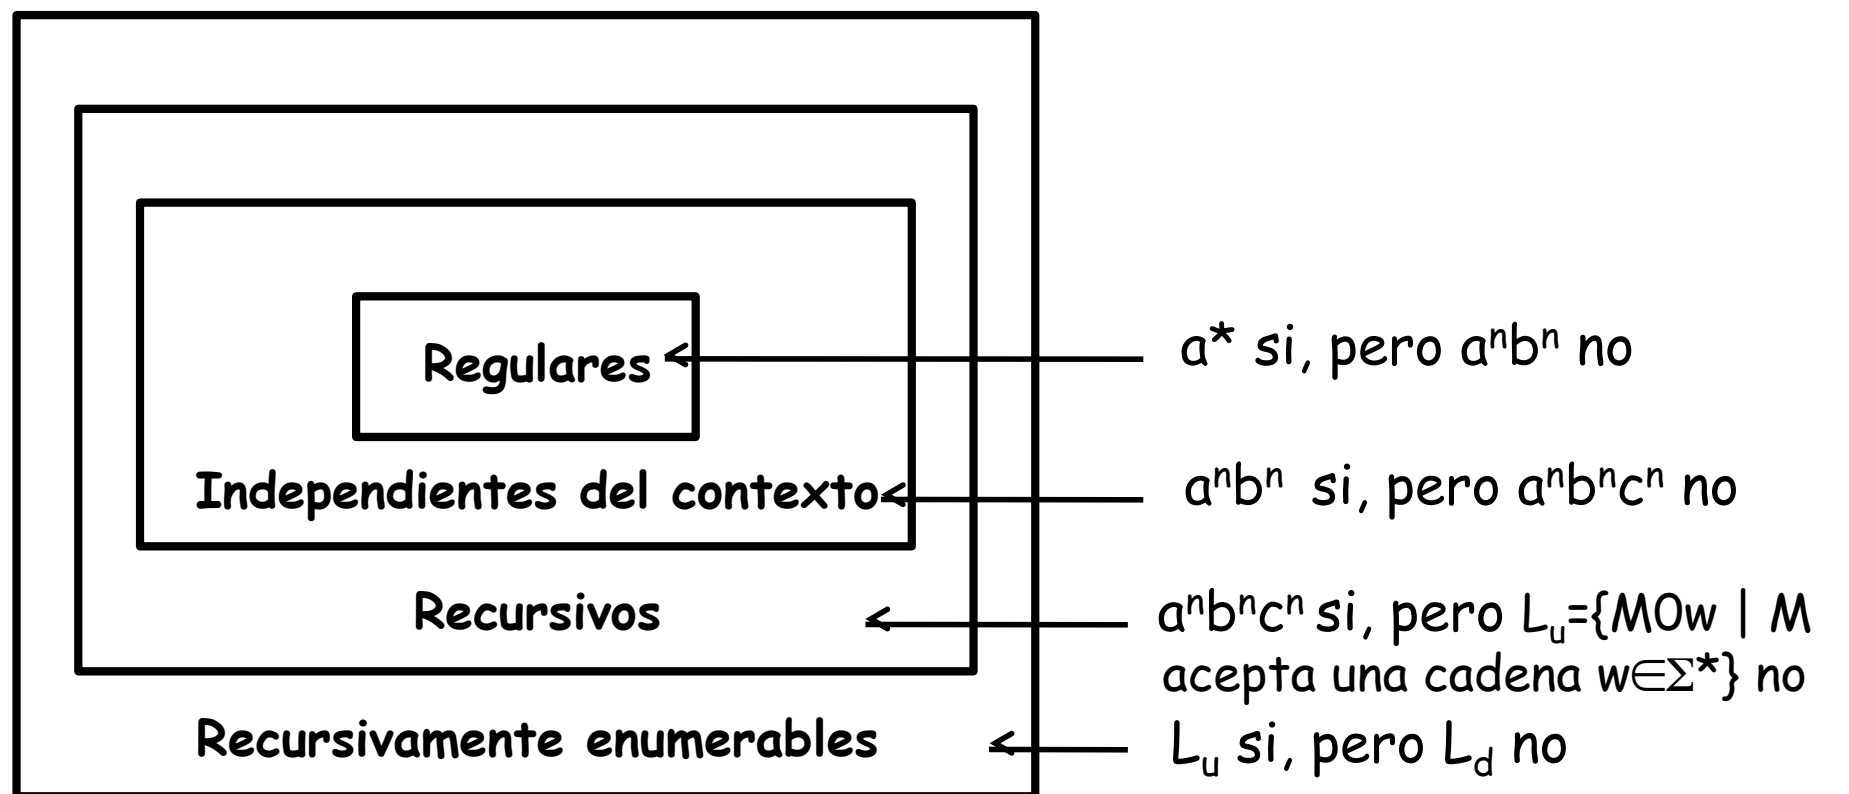 Regulares
a* si, pero aⁿbⁿ no
Independientes del contexto
aⁿbⁿ si, pero aⁿbⁿcⁿ no
Recursivos
aⁿbⁿcⁿ si, pero Lᵤ={M0w | M
acepta una cadena w∈Σ*} no
Recursivamente enumerables
Lᵤ si, pero L_d no